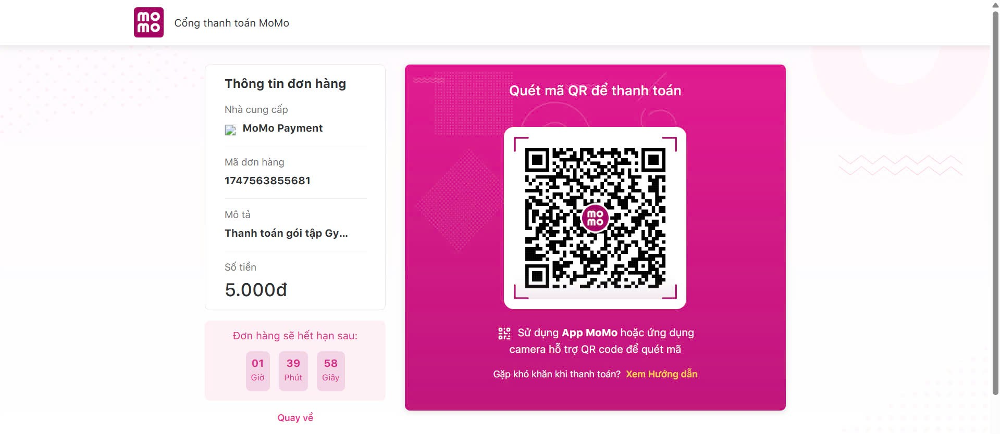 mo
mo
Cổng thanh toán MoMo
Thông tin đơn hàng
Nhà cung cấp
MoMo Payment
Mã đơn hàng
1747563855681
Mô tả
Thanh toán gói tập Gy...
Số tiền
5.000đ
Đơn hàng sẽ hết hạn sau:
01 39 58
Giờ Phút Giây
Quay về
Quét mã QR để thanh toán
mo
mo
Sử dụng App MoMo hoặc ứng dụng
camera hỗ trợ QR code để quét mã
Gặp khó khăn khi thanh toán? Xem Hướng dẫn